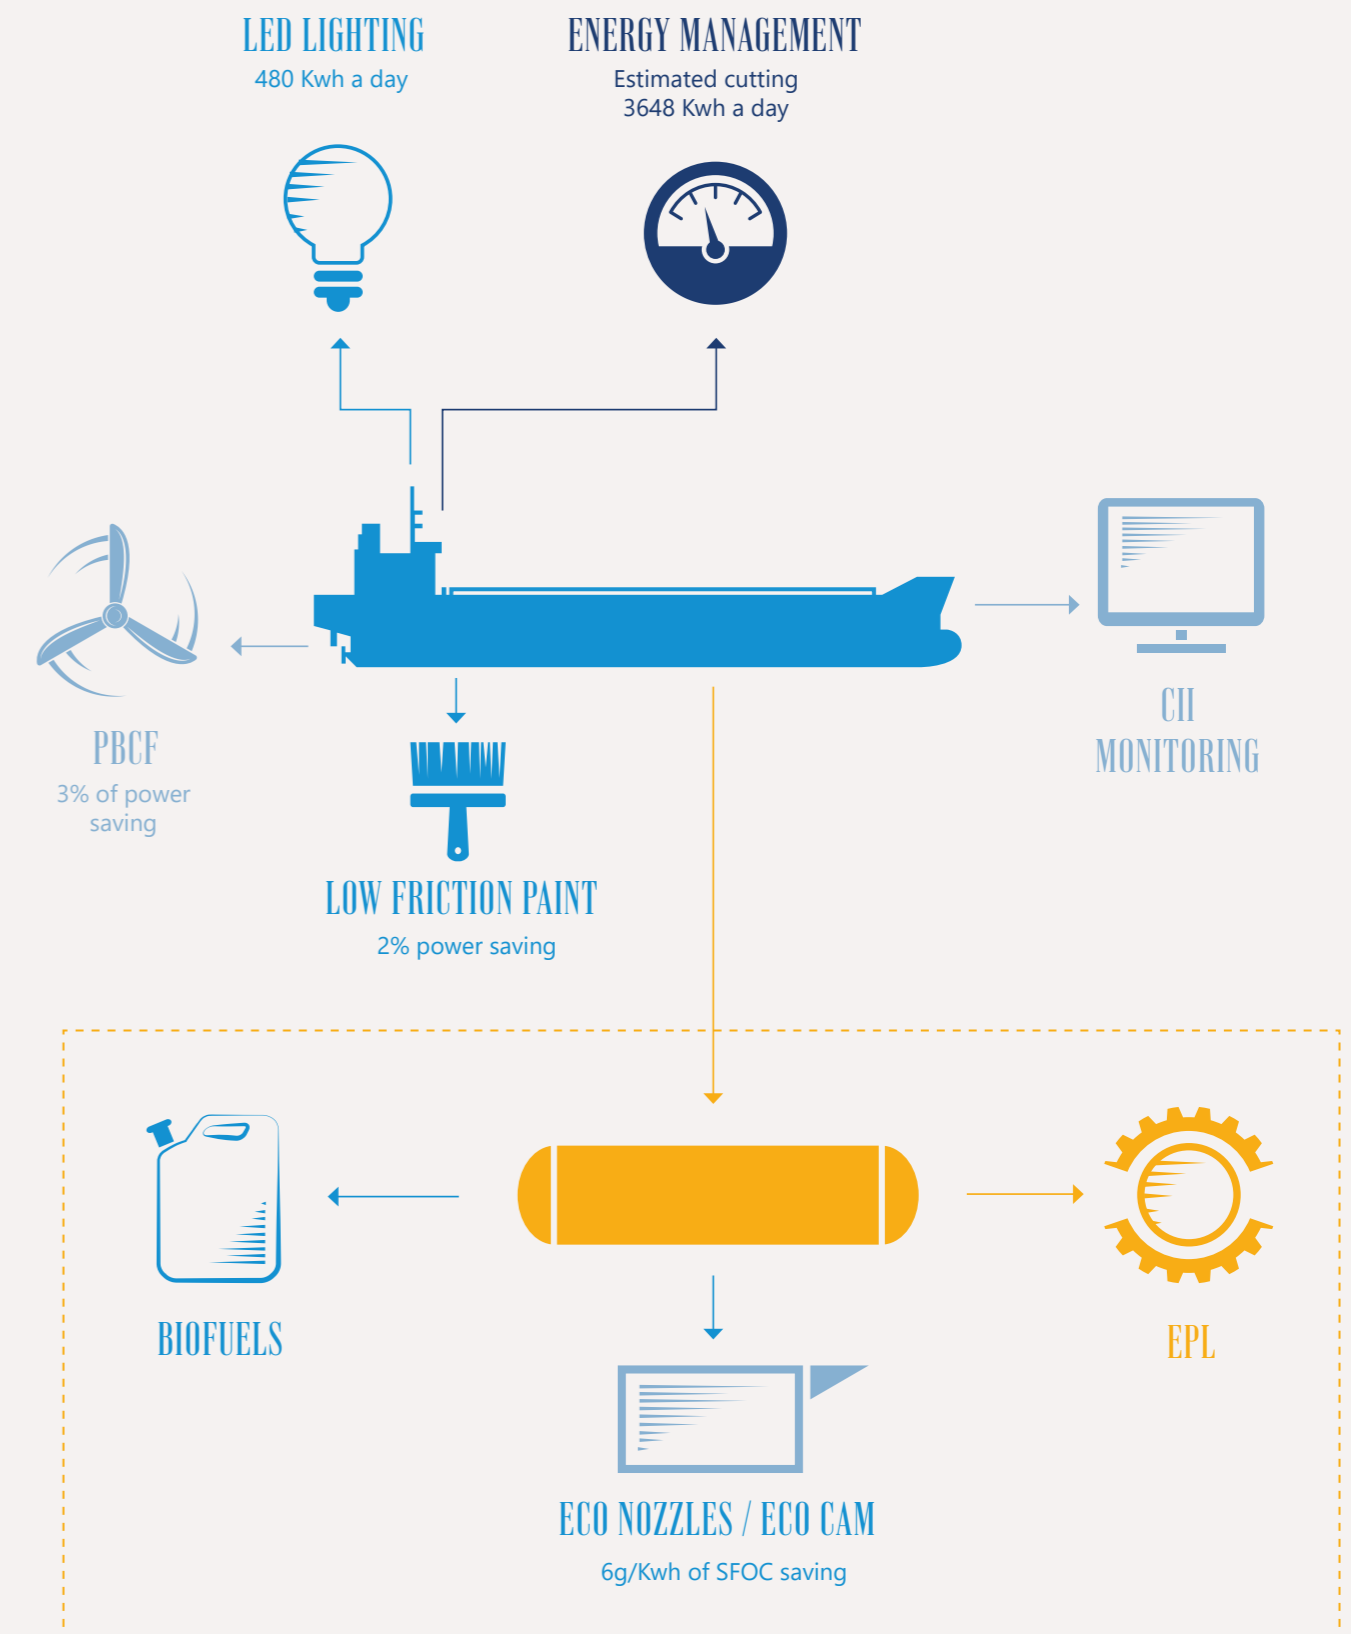 LED LIGHTING
480 Kwh a day
ENERGY MANAGEMENT
Estimated cutting
3648 Kwh a day
PBCF
3% of power
saving
CII
MONITORING
LOW FRICTION PAINT
2% power saving
BIOFUELS
EPL
ECO NOZZLES / ECO CAM
6g/Kwh of SFOC saving